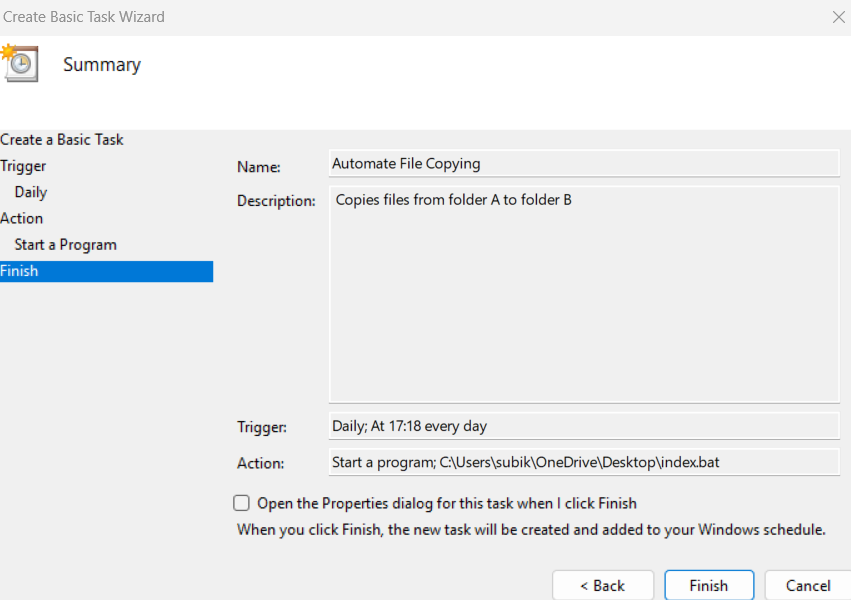 Create Basic Task Wizard
Summary
Create a Basic Task
Trigger
Daily
Action
Start a Program
Finish
Name:
Automate File Copying
Description:
Copies files from folder A to folder B
Trigger:
Daily; At 17:18 every day
Action:
Start a program; C:\Users\subik\OneDrive\Desktop\index.bat
Open the Properties dialog for this task when I click Finish
When you click Finish, the new task will be created and added to your Windows schedule.
< Back
Finish
Cancel